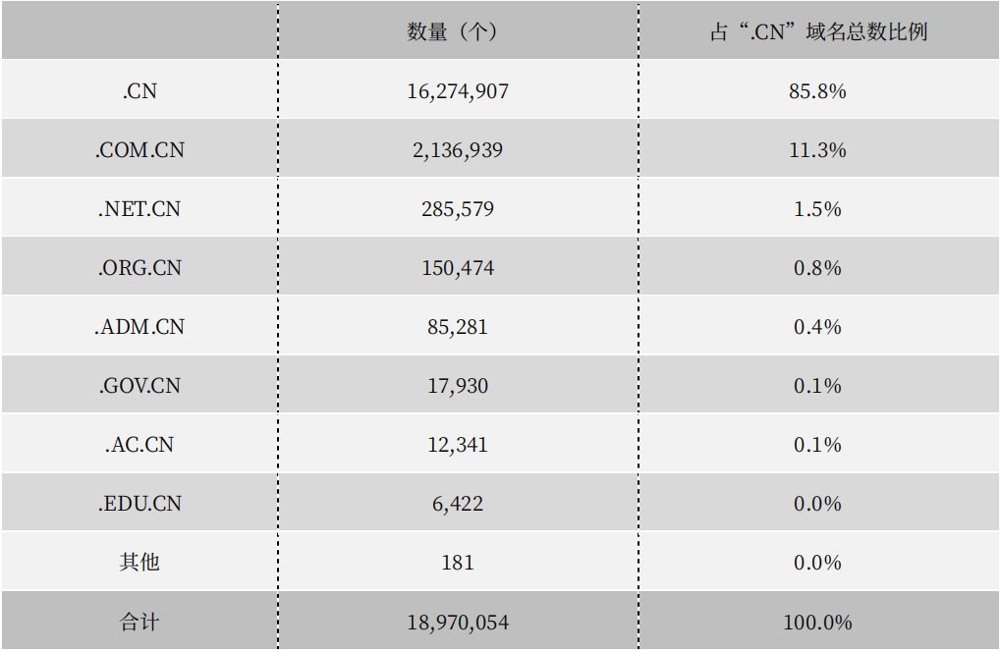 数量（个） 占“.CN”域名总数比例
.CN 16,274,907 85.8%
.COM.CN 2,136,939 11.3%
.NET.CN 285,579 1.5%
.ORG.CN 150,474 0.8%
.ADM.CN 85,281 0.4%
.GOV.CN 17,930 0.1%
.AC.CN 12,341 0.1%
.EDU.CN 6,422 0.0%
其他 181 0.0%
合计 18,970,054 100.0%